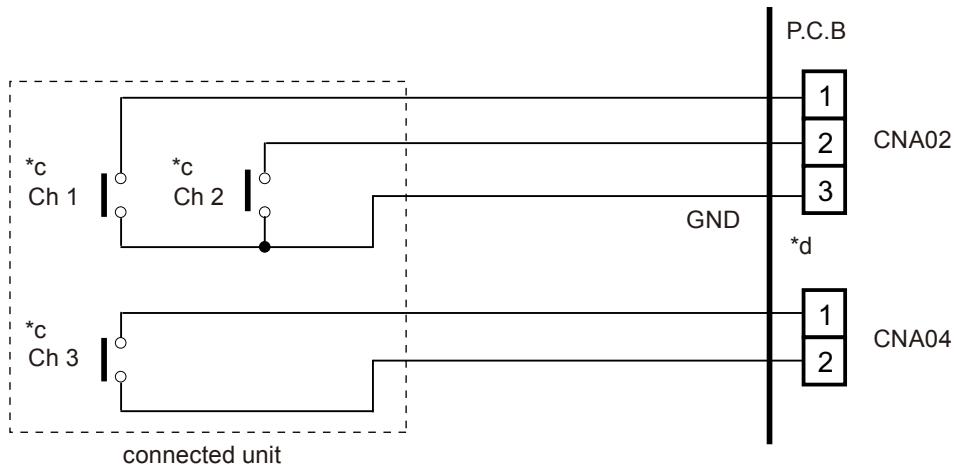 P.C.B
1
2
3
CNA02
*c
Ch 1
*c
Ch 2
GND
*d
*c
Ch 3
1
2
CNA04
connected unit